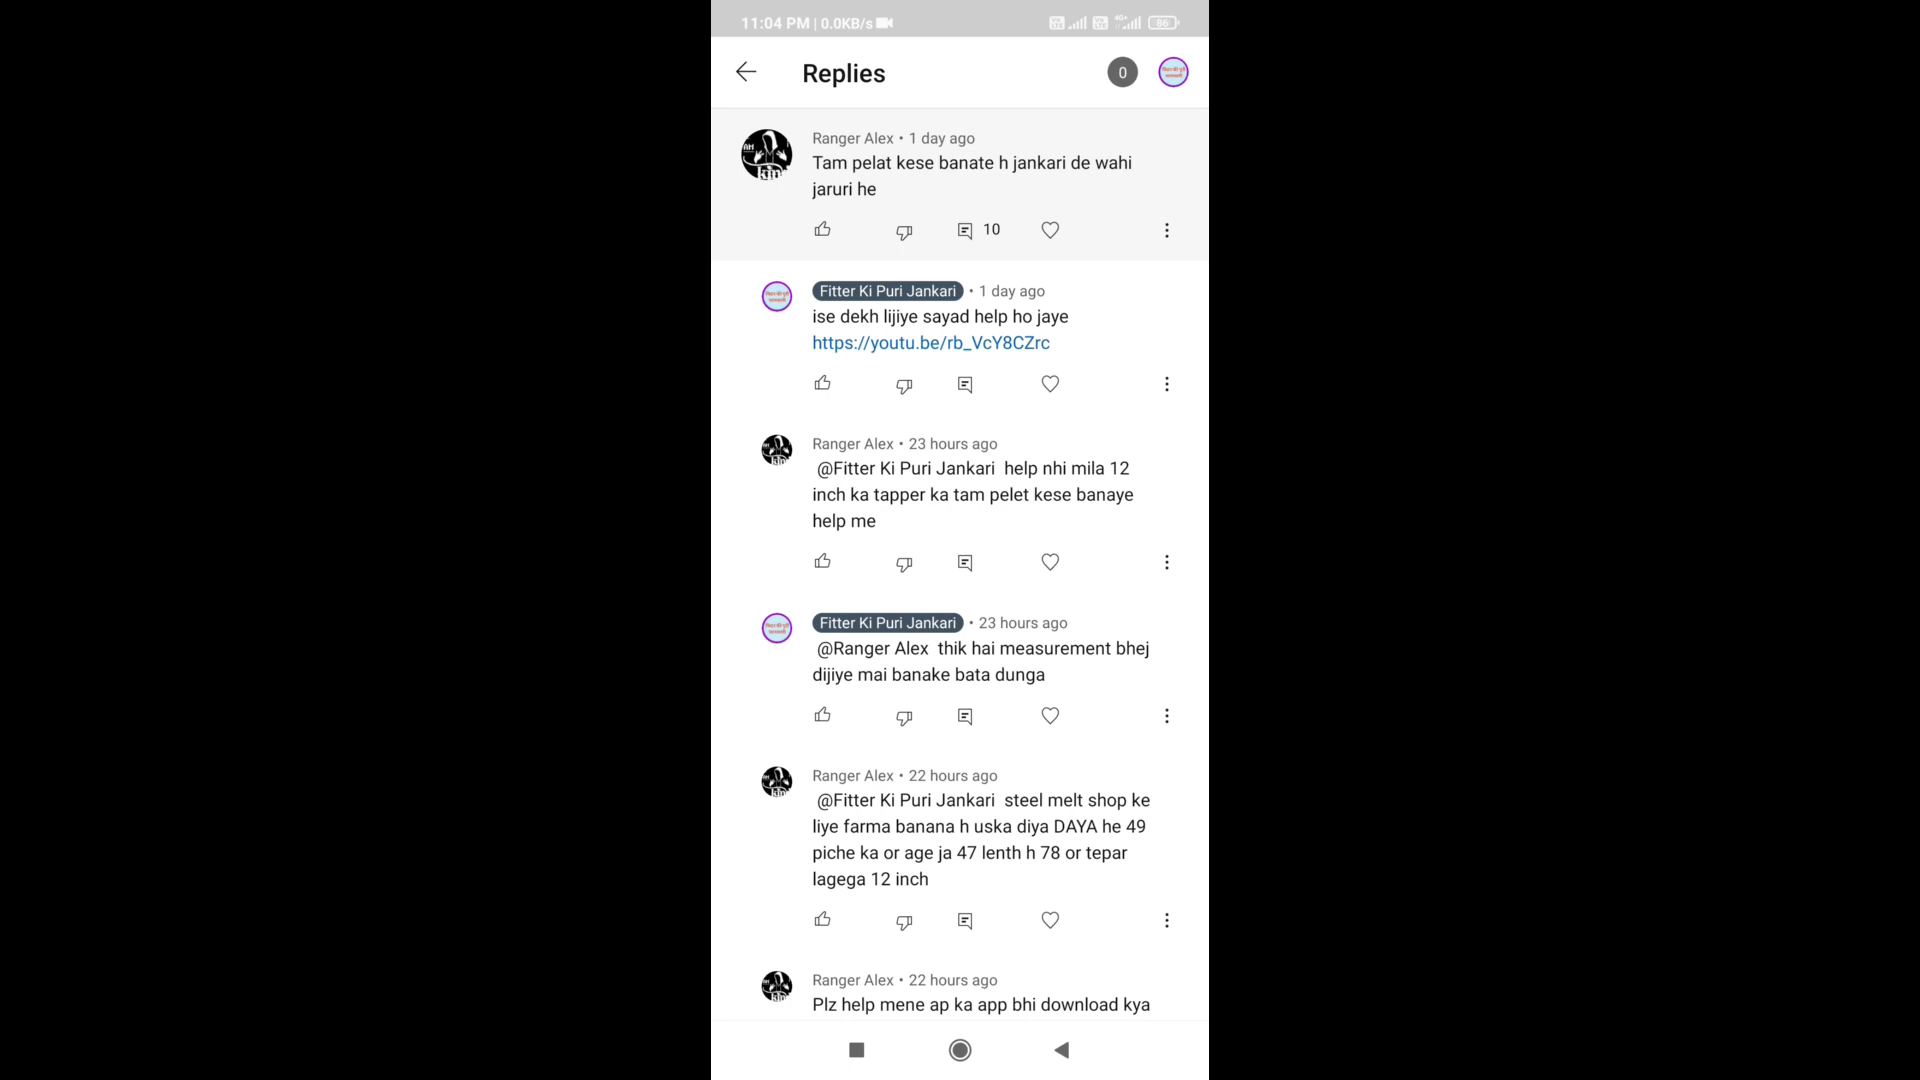 11:04 PM | 0.0KB/s
86
Replies
0
Ranger Alex • 1 day ago
Tam pelat kese banate h jankari de wahi
jaruri he
10
Fitter Ki Puri Jankari • 1 day ago
ise dekh lijiye sayad help ho jaye
https://youtu.be/rb_VcY8CZrc
Ranger Alex • 23 hours ago
@Fitter Ki Puri Jankari help nhi mila 12
inch ka tapper ka tam pelet kese banaye
help me
Fitter Ki Puri Jankari • 23 hours ago
@Ranger Alex thik hai measurement bhej
dijiye mai banake bata dunga
Ranger Alex • 22 hours ago
@Fitter Ki Puri Jankari steel melt shop ke
liye farma banana h uska diya DAYA he 49
piche ka or age ja 47 lenth h 78 or tepar
lagega 12 inch
Ranger Alex • 22 hours ago
Plz help mene ap ka app bhi download kya